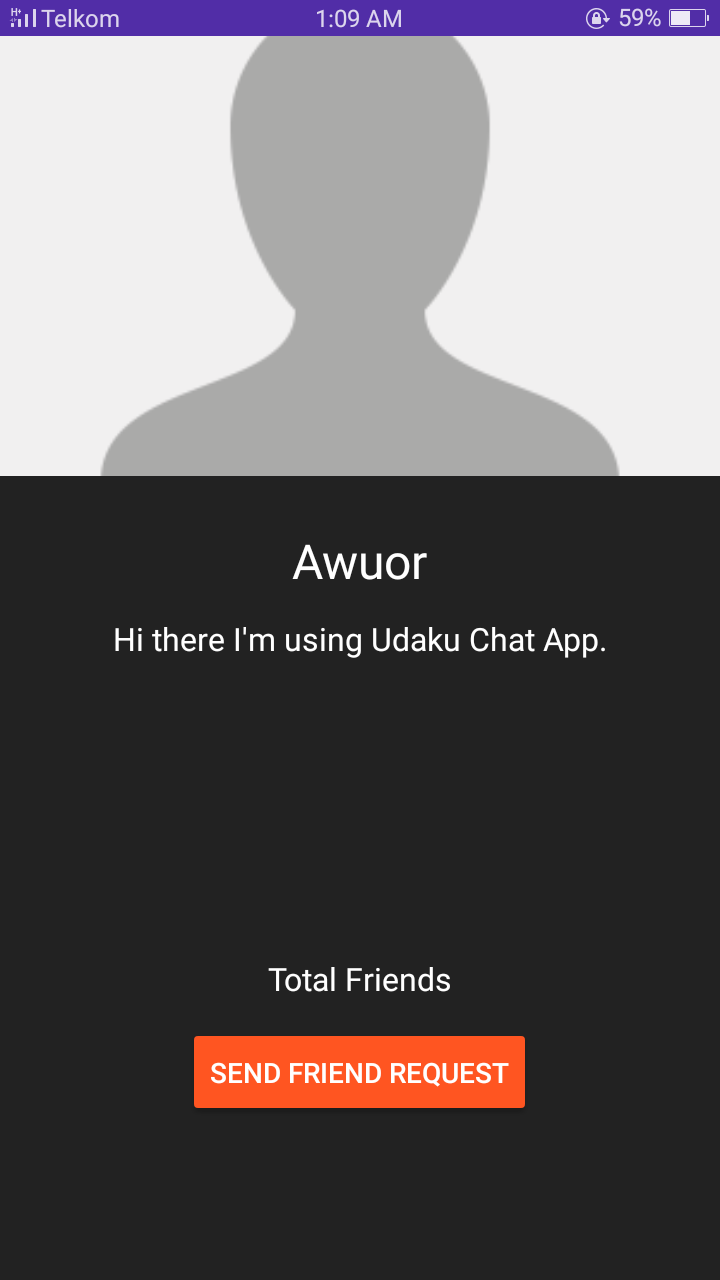 Telkom 1:09 AM 59%
Awuor
Hi there I'm using Udaku Chat App.
Total Friends
SEND FRIEND REQUEST